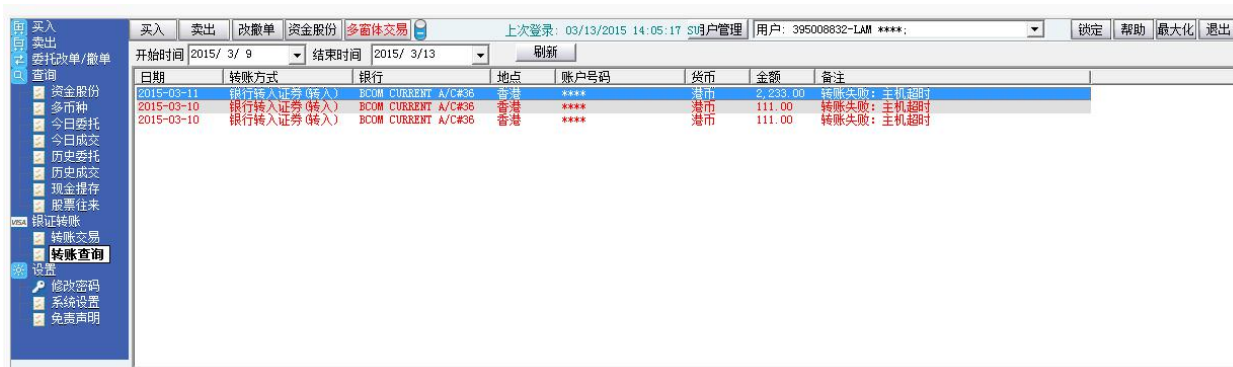 买入 卖出 改撤单 资金股份 多窗体交易 上次登录: 03/13/2015 14:05:17 用户管理 用户: 395008832-LAM ****; 锁定 帮助 最大化 退出
开始时间 2015/ 3/ 9 结束时间 2015/ 3/13 刷新
日期 转账方式 银行 地点 账户号码 货币 金额 备注
2015-03-11 银行转入证券(转入) BCOM CURRENT A/C#36 香港 **** 港币 2,233.00 转账失败: 主机超时
2015-03-10 银行转入证券(转入) BCOM CURRENT A/C#36 香港 **** 港币 111.00 转账失败: 主机超时
2015-03-10 银行转入证券(转入) BCOM CURRENT A/C#36 香港 **** 港币 111.00 转账失败: 主机超时
买入
卖出
委托改单/撤单
查询
资金股份
多币种
今日委托
今日成交
历史委托
历史成交
现金提存
股票往来
VISA 银证转账
转账交易
转账查询
设置
修改密码
系统设置
免责声明